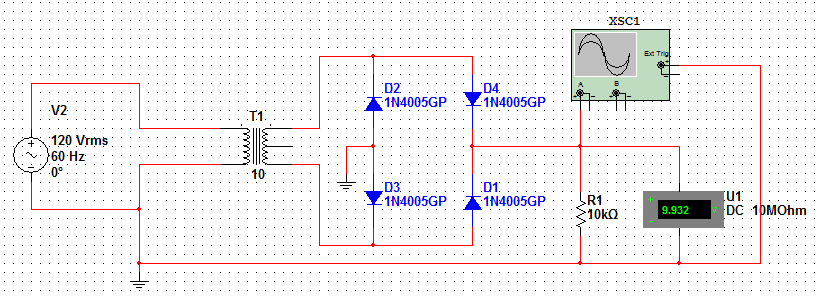 XSC1
Ext Trig
+
-
A
B
+ - + -
V2
+
120 Vrms
60 Hz
0°
T1
10
D2
1N4005GP
D4
1N4005GP
D3
1N4005GP
D1
1N4005GP
R1
10kΩ
U1
9.932
DC 10MOhm